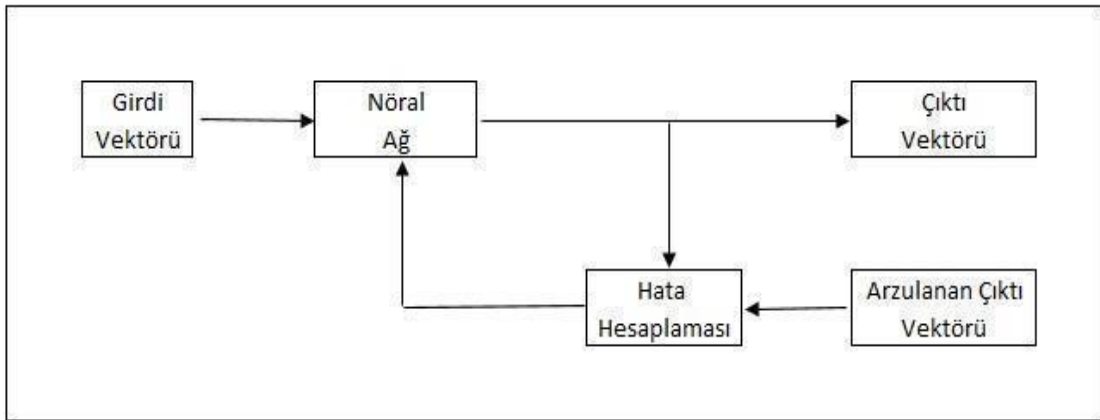 Girdi
Vektörü
Nöral
Ağ
Çıktı
Vektörü
Hata
Hesaplaması
Arzulanan Çıktı
Vektörü